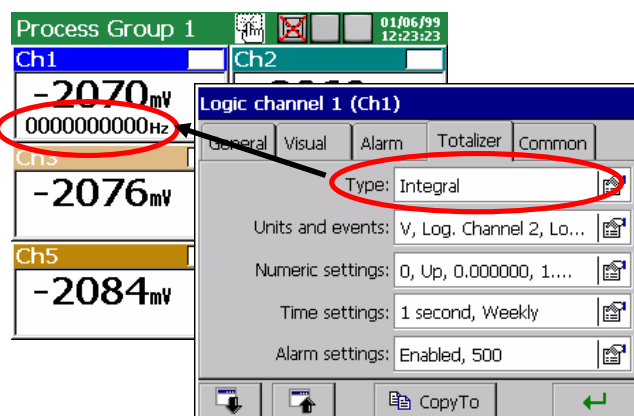 Process Group 1
01/06/99
12:23:23
Ch1
Ch2
-2070mV
0000000000Hz
Ch3
-2076mV
Ch5
-2084mV
Logic channel 1 (Ch1)
General Visual Alarm Totalizer Common
Type: Integral
Units and events: V, Log. Channel 2, Lo...
Numeric settings: 0, Up, 0.000000, 1....
Time settings: 1 second, Weekly
Alarm settings: Enabled, 500
CopyTo